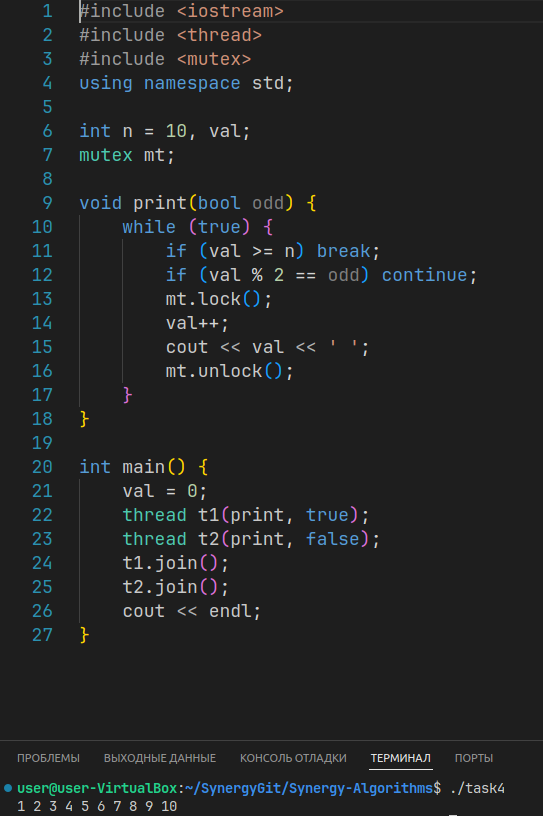 1 #include <iostream>
2 #include <thread>
3 #include <mutex>
4 using namespace std;
5
6 int n = 10, val;
7 mutex mt;
8
9 void print(bool odd) {
10     while (true) {
11         if (val >= n) break;
12         if (val % 2 == odd) continue;
13         mt.lock();
14         val++;
15         cout << val << ' ';
16         mt.unlock();
17     }
18 }
19
20 int main() {
21     val = 0;
22     thread t1(print, true);
23     thread t2(print, false);
24     t1.join();
25     t2.join();
26     cout << endl;
27 }
ПРОБЛЕМЫ ВЫХОДНЫЕ ДАННЫЕ КОНСОЛЬ ОТЛАДКИ ТЕРМИНАЛ ПОРТЫ
user@user-VirtualBox:~/SynergyGit/Synergy-Algorithms$ ./task4
1 2 3 4 5 6 7 8 9 10